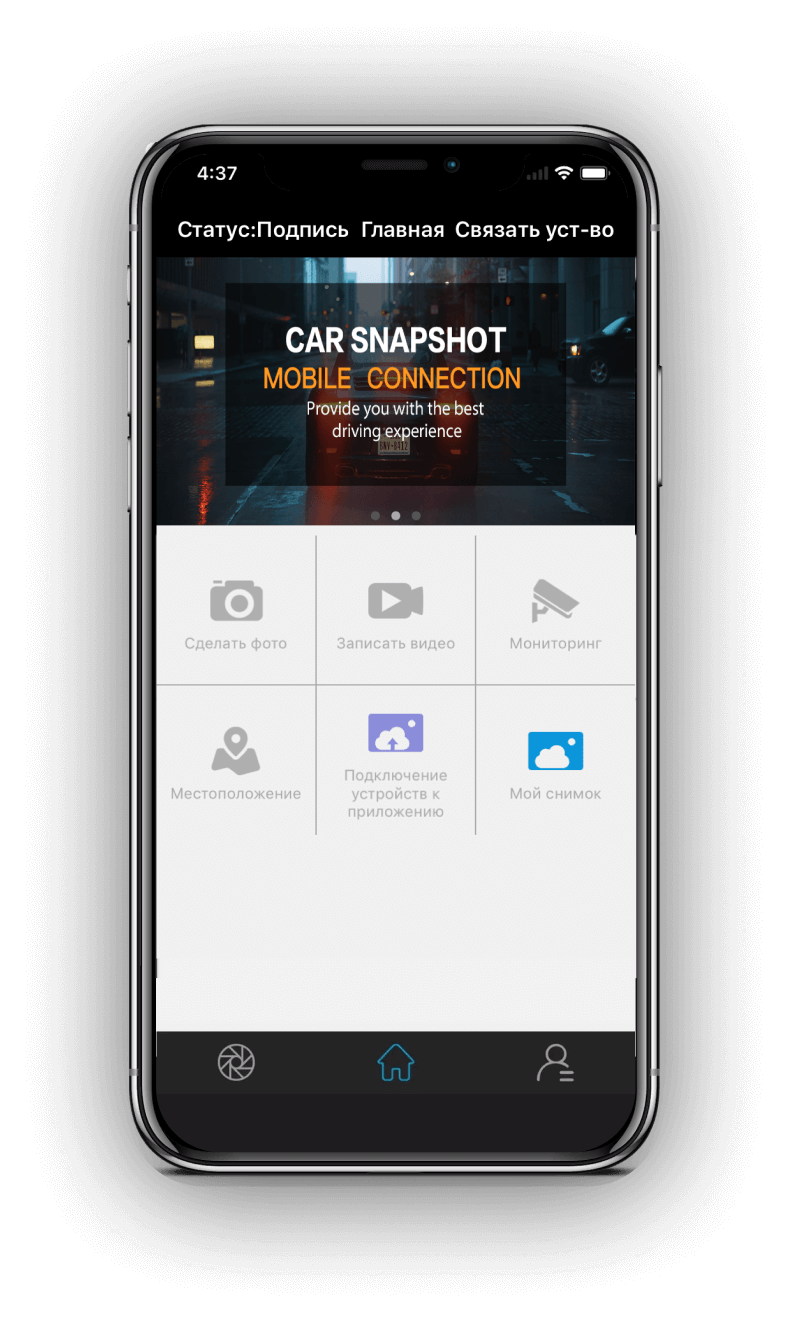 4:37
Статус:Подпись Главная Связать уст-во
CAR SNAPSHOT
MOBILE CONNECTION
Provide you with the best
driving experience
Сделать фото
Записать видео
Мониторинг
Местоположение
Подключение
устройств к
приложению
Мой снимок